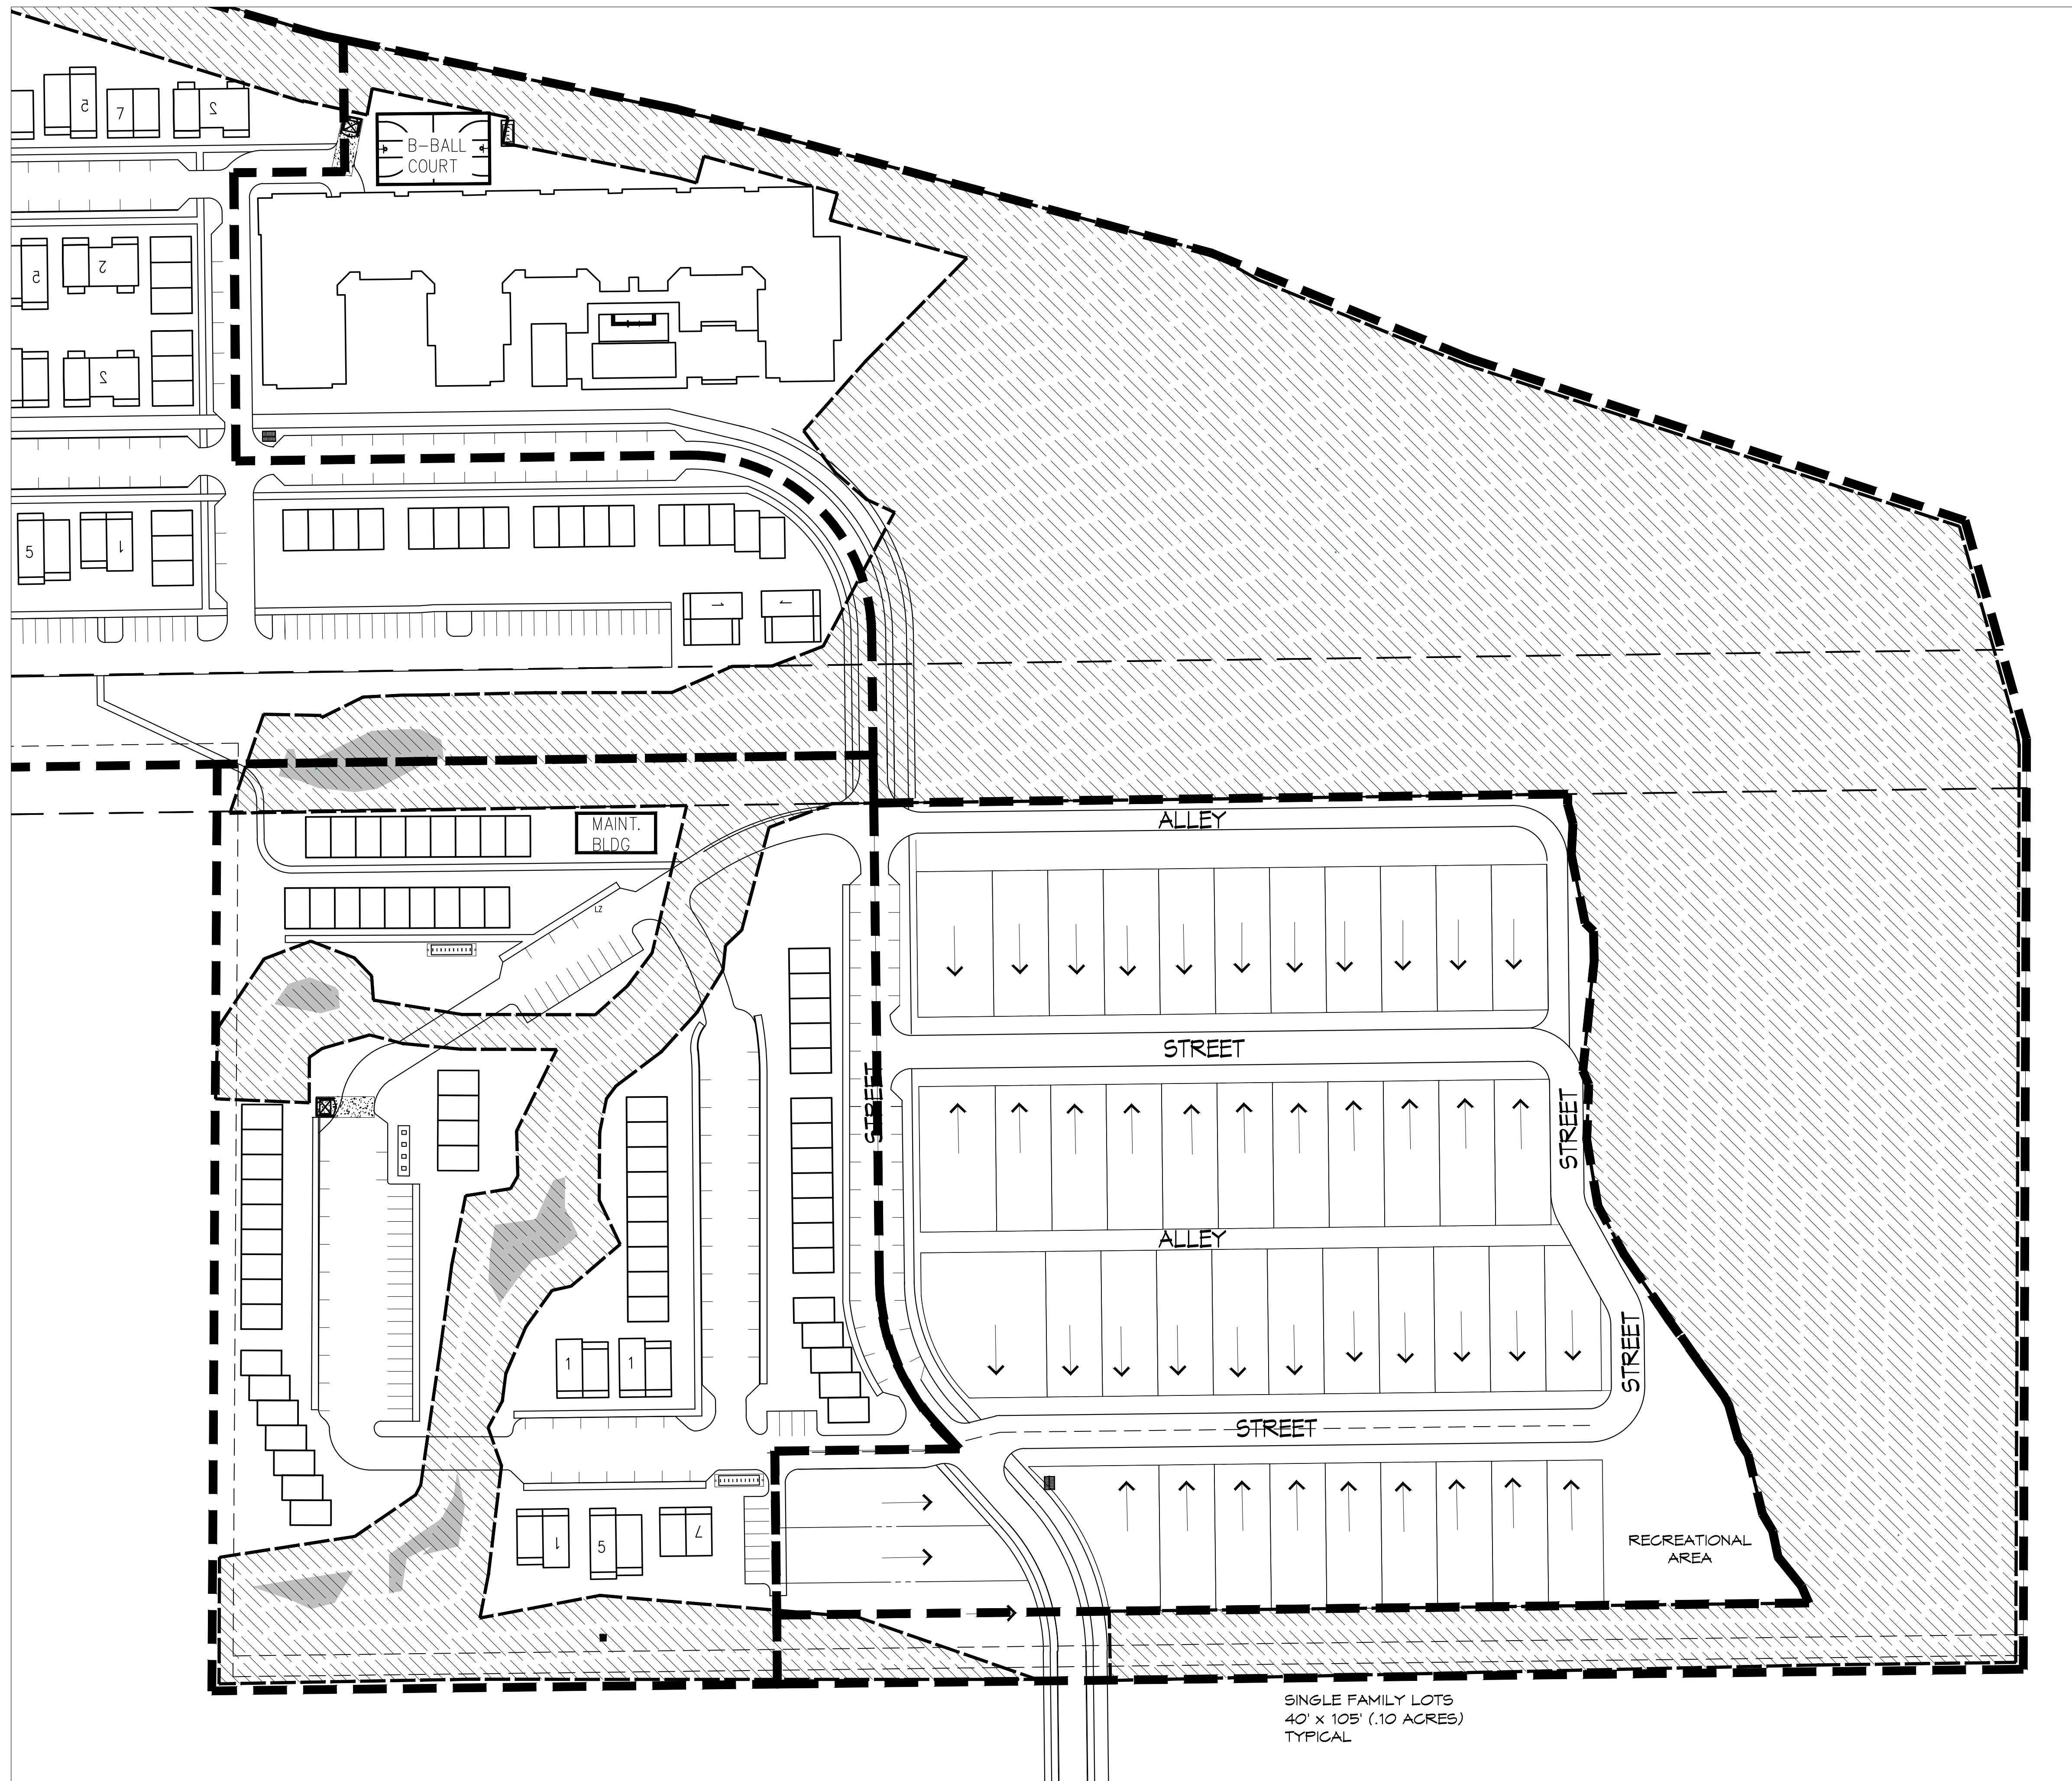 5
7
2
B-BALL
COURT
5
2
2
5
1
1
1
MAINT.
BLDG
LZ
ALLEY
STREET
STREET
STREET
ALLEY
STREET
1
1
STREET
1
5
7
RECREATIONAL
AREA
SINGLE FAMILY LOTS
40' x 105' (.10 ACRES)
TYPICAL